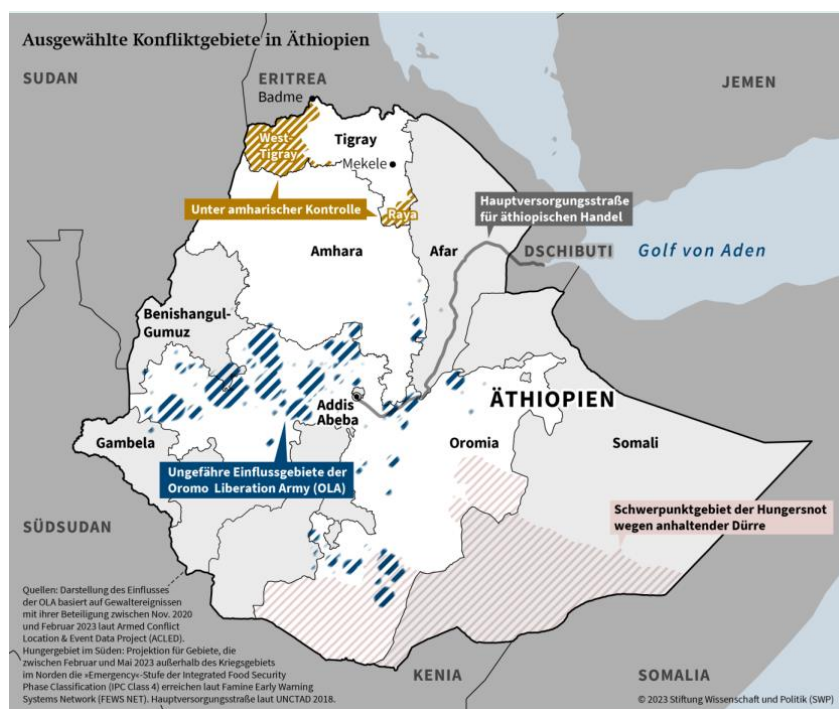 Ausgewählte Konfliktgebiete in Äthiopien
SUDAN
ERITREA
JEMEN
Badme
West-
Tigray
Tigray
Mekele
Unter amharischer Kontrolle
Raya
Hauptversorgungsstraße
für äthiopischen Handel
Amhara
Afar
DSCHIBUTI
Golf von Aden
Benishangul-
Gumuz
Addis
Abeba
ÄTHIOPIEN
Gambela
Oromia
Somali
Ungefähre Einflussgebiete der
Oromo Liberation Army (OLA)
Schwerpunktgebiet der Hungersnot
wegen anhaltender Dürre
SÜDSUDAN
Quellen: Darstellung des Einflusses
der OLA basiert auf Gewaltereignissen
mit ihrer Beteiligung zwischen Nov. 2020
und Februar 2023 laut Armed Conflict
Location & Event Data Project (ACLED).
Hungergebiet im Süden: Projektion für Gebiete, die
zwischen Februar und Mai 2023 außerhalb des Kriegsgebiets
im Norden die »Emergency«-Stufe der Integrated Food Security
Phase Classification (IPC Class 4) erreichen laut Famine Early Warning
Systems Network (FEWS NET). Hauptversorgungsstraße laut UNCTAD 2018.
KENIA
SOMALIA
© 2023 Stiftung Wissenschaft und Politik (SWP)